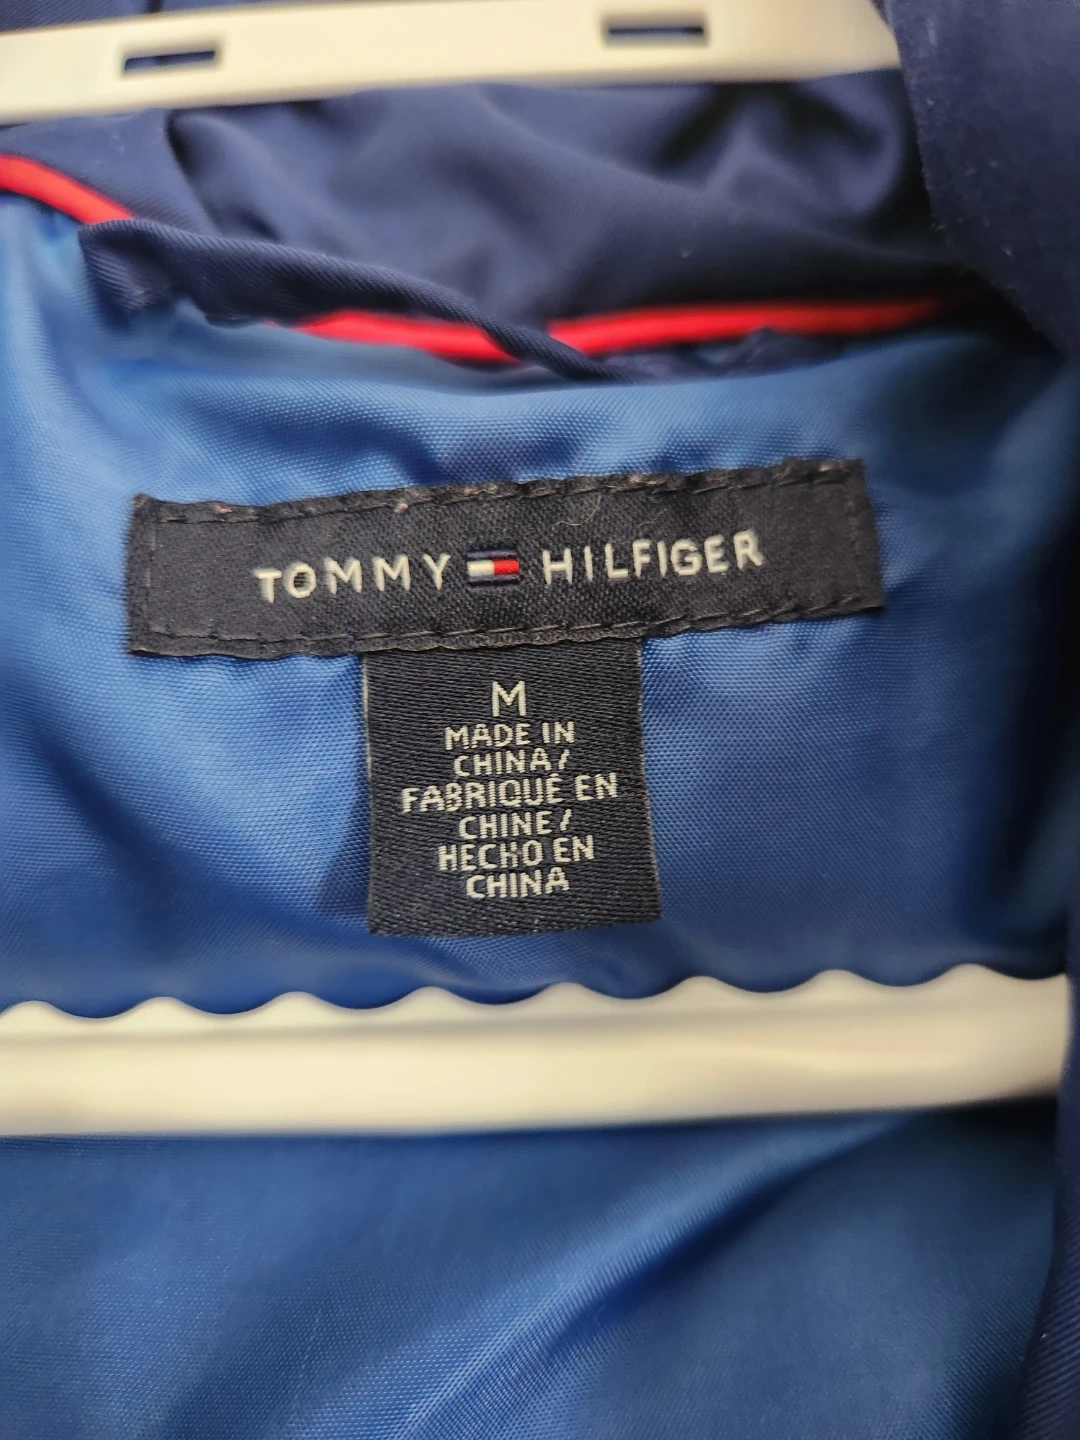 TOMMY HILFIGER
M
MADE IN
CHINA/
FABRIQUÉ EN
CHINE/
HECHO EN
CHINA